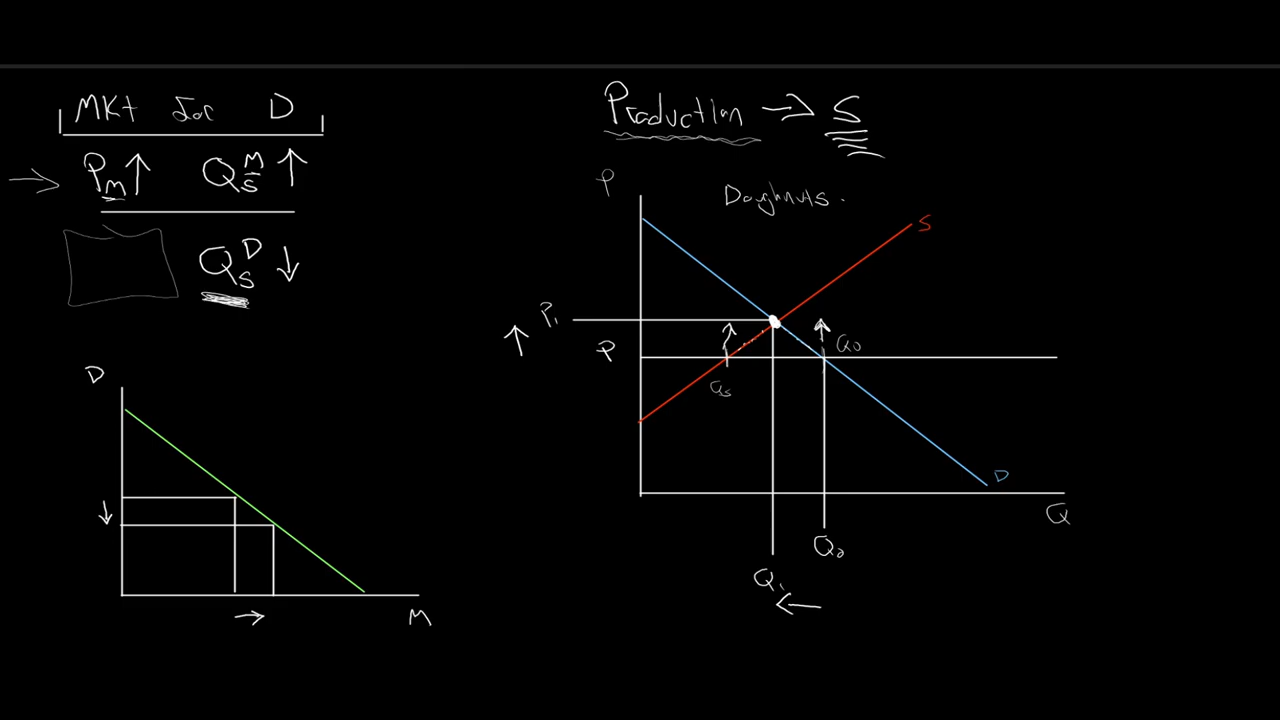 MKt for D
Pm↑ QsM↑
QsD↓
D
↓
→ M
Production → S
P Doughnuts.
S
↑ P1
P
Qs
QD
D
Q
Q0
Q1
←